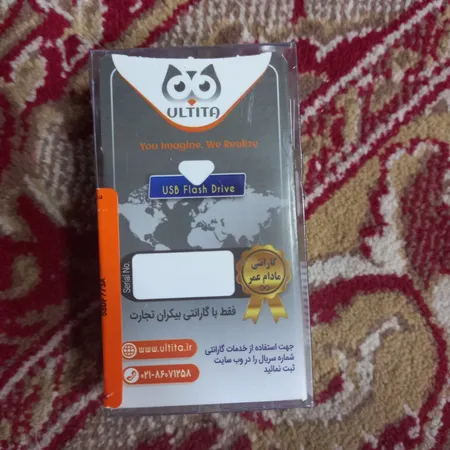 ULTITA
You Imagine, We Realize
USB Flash Drive
Serial No.
گارانتی
مادام عمر
فقط با گارانتی بیکران تجارت
جهت استفاده از خدمات گارانتی
شماره سریال را در وب سایت
ثبت نمائید
www.ultita.ir
۰۲۱-۸۶۰۷۱۲۵۸